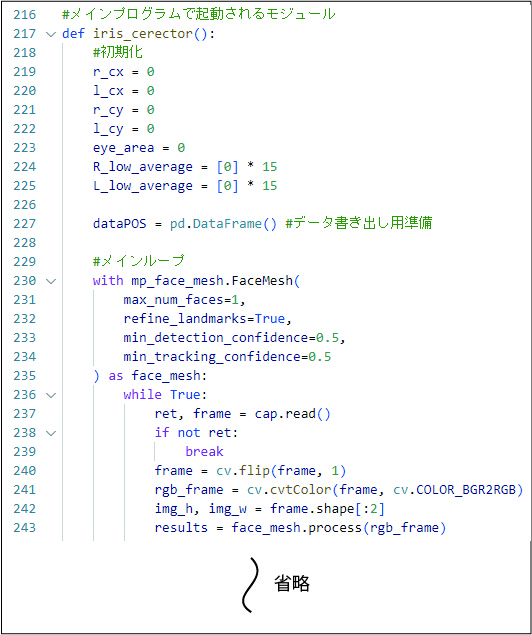 216 #メインプログラムで起動されるモジュール
217 def iris_cerector():
218     #初期化
219     r_cx = 0
220     l_cx = 0
221     r_cy = 0
222     l_cy = 0
223     eye_area = 0
224     R_low_average = [0] * 15
225     L_low_average = [0] * 15
226
227     dataPOS = pd.DataFrame() #データ書き出し用準備
228
229     #メインループ
230     with mp_face_mesh.FaceMesh(
231         max_num_faces=1,
232         refine_landmarks=True,
233         min_detection_confidence=0.5,
234         min_tracking_confidence=0.5
235     ) as face_mesh:
236         while True:
237             ret, frame = cap.read()
238             if not ret:
239                 break
240             frame = cv.flip(frame, 1)
241             rgb_frame = cv.cvtColor(frame, cv.COLOR_BGR2RGB)
242             img_h, img_w = frame.shape[:2]
243             results = face_mesh.process(rgb_frame)
省略